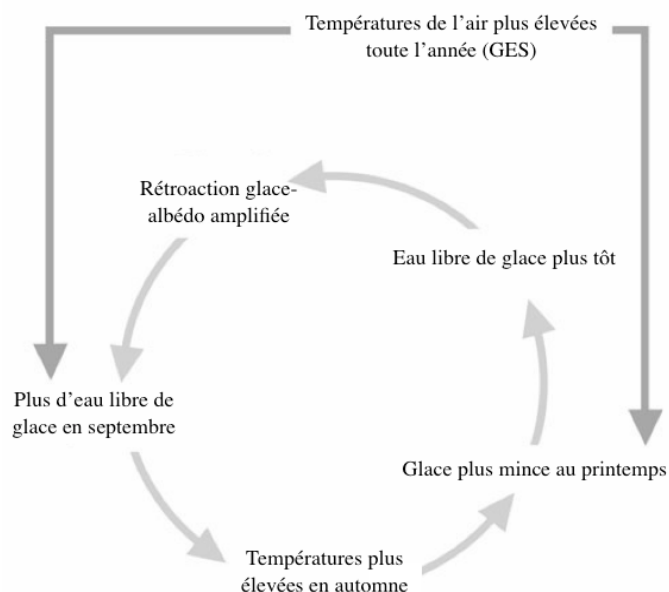 Températures de l’air plus élevées
toute l’année (GES)
Rétroaction glace-
albédo amplifiée
Eau libre de glace plus tôt
Plus d’eau libre de
glace en septembre
Glace plus mince au printemps
Températures plus
élevées en automne